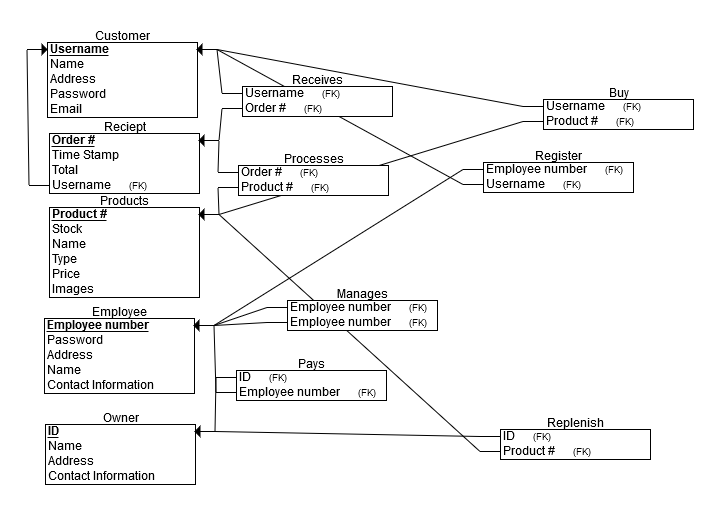 Customer
Username
Name
Address
Password
Email
Receives
Username (FK)
Order # (FK)
Buy
Username (FK)
Product # (FK)
Reciept
Order #
Time Stamp
Total
Username (FK)
Processes
Order # (FK)
Product # (FK)
Register
Employee number (FK)
Username (FK)
Products
Product #
Stock
Name
Type
Price
Images
Manages
Employee number (FK)
Employee number (FK)
Employee
Employee number
Password
Address
Name
Contact Information
Pays
ID (FK)
Employee number (FK)
Owner
ID
Name
Address
Contact Information
Replenish
ID (FK)
Product # (FK)